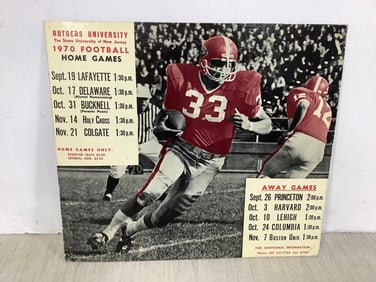 RUTGERS UNIVERSITY
The State University of New Jersey
1970 FOOTBALL
HOME GAMES
Sept. 19 LAFAYETTE 1:30 p.m.
Oct. 17 DELAWARE 1:30 p.m.
Oct. 31 BUCKNELL 1:30 p.m.
(Parents' Day)
Nov. 14 HOLY CROSS 1:30 p.m.
Nov. 21 COLGATE 1:30 p.m.
HOME GAMES ONLY:
33
12
AWAY GAMES
Sept. 26 PRINCETON 2:00 p.m.
Oct. 3 HARVARD 2:00 p.m.
Oct. 10 LEHIGH 1:30 p.m.
Oct. 24 COLUMBIA 1:30 p.m.
Nov. 7 BOSTON UNIV. 1:30 p.m.
FOR ADDITIONAL INFORMATION